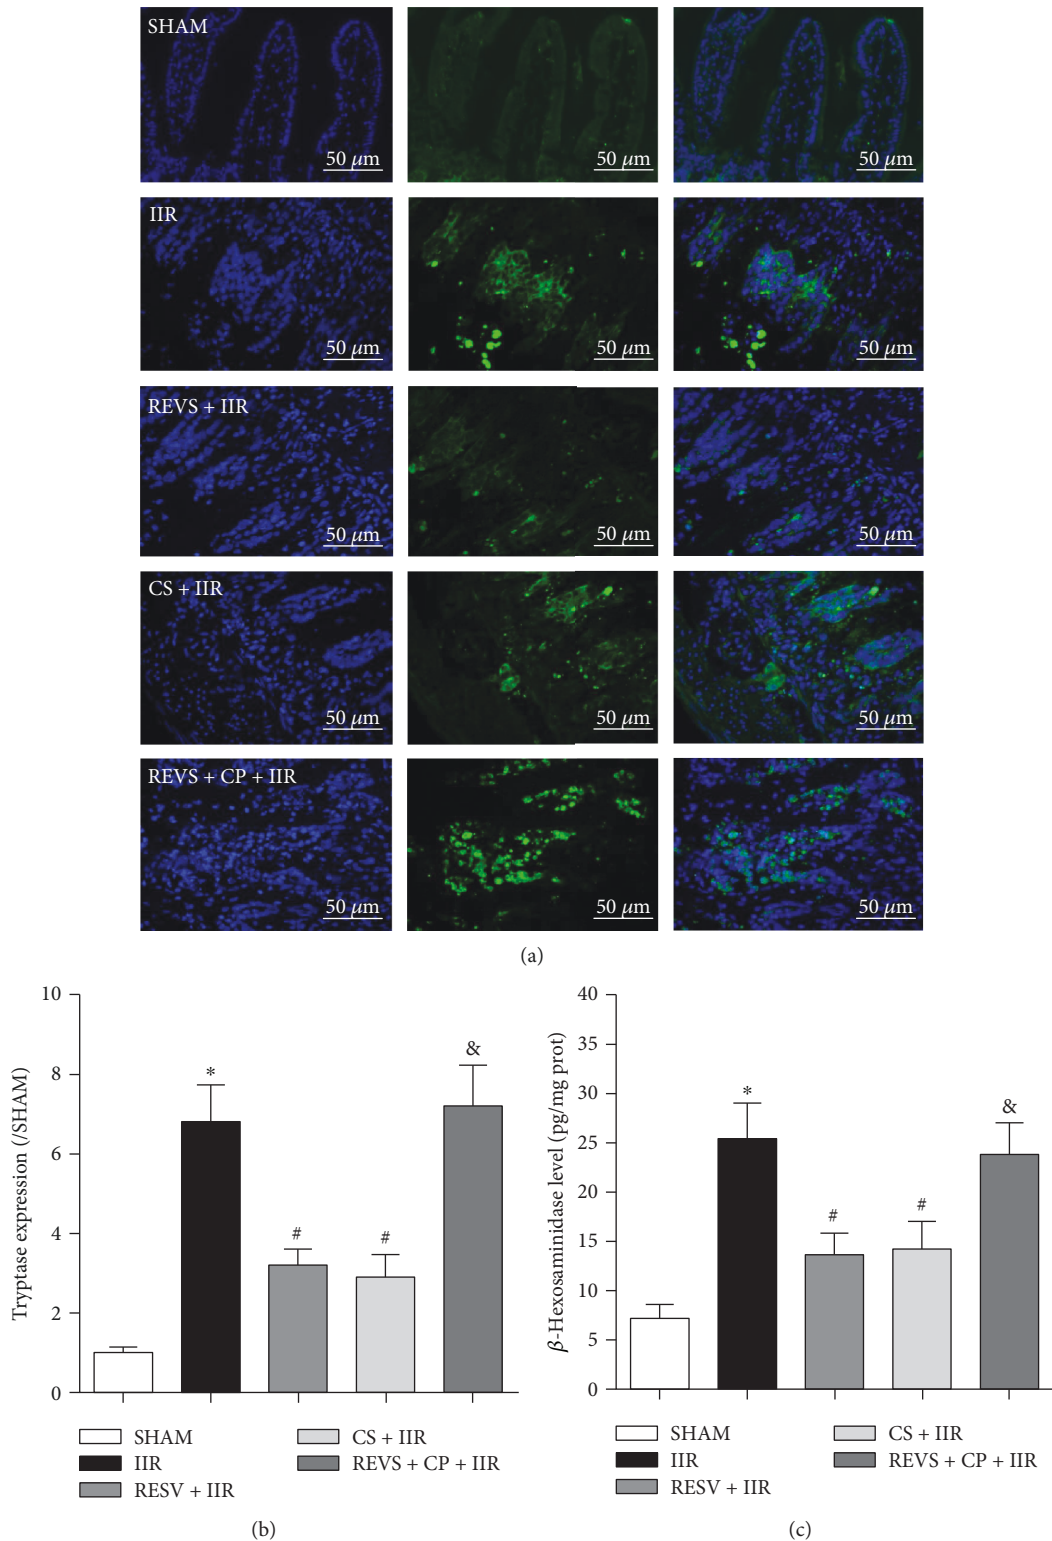 SHAM
50 μm
50 μm
50 μm
IIR
50 μm
50 μm
50 μm
REVS + IIR
50 μm
50 μm
50 μm
CS + IIR
50 μm
50 μm
50 μm
REVS + CP + IIR
50 μm
50 μm
50 μm
(a)
Tryptase expression (/SHAM)
10
8
6
4
2
0
*
#
#
&
SHAM
IIR
RESV + IIR
CS + IIR
REVS + CP + IIR
(b)
β-Hexosaminidase level (pg/mg prot)
40
35
30
25
20
15
10
5
0
*
#
#
&
SHAM
IIR
RESV + IIR
CS + IIR
REVS + CP + IIR
(c)